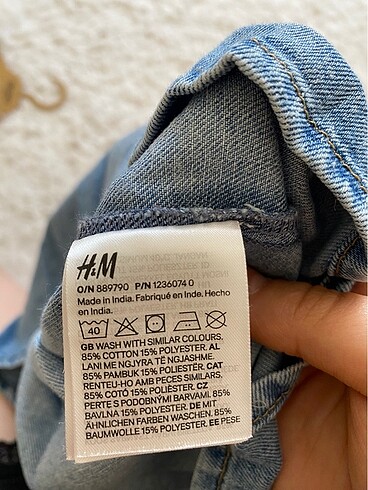 H&M
O/N 889790 P/N 1236074 0
Made in India. Fabriqué en Inde. Hecho
en India.
40
GB WASH WITH SIMILAR COLOURS.
85% COTTON 15% POLYESTER. AL
LANI ME NGJYRA TË NGJASHME.
85% PAMBUK 15% POLIESTËR. CAT
RENTEU-HO AMB PECES SIMILARS.
85% COTÓ 15% POLIÈSTER. CZ
PERTE S PODOBNÝMI BARVAMI. 85%
BAVLNA 15% POLYESTER. DE MIT
ÄHNLICHEN FARBEN WASCHEN, 85%
BAUMWOLLE 15% POLYESTER. EE PESE